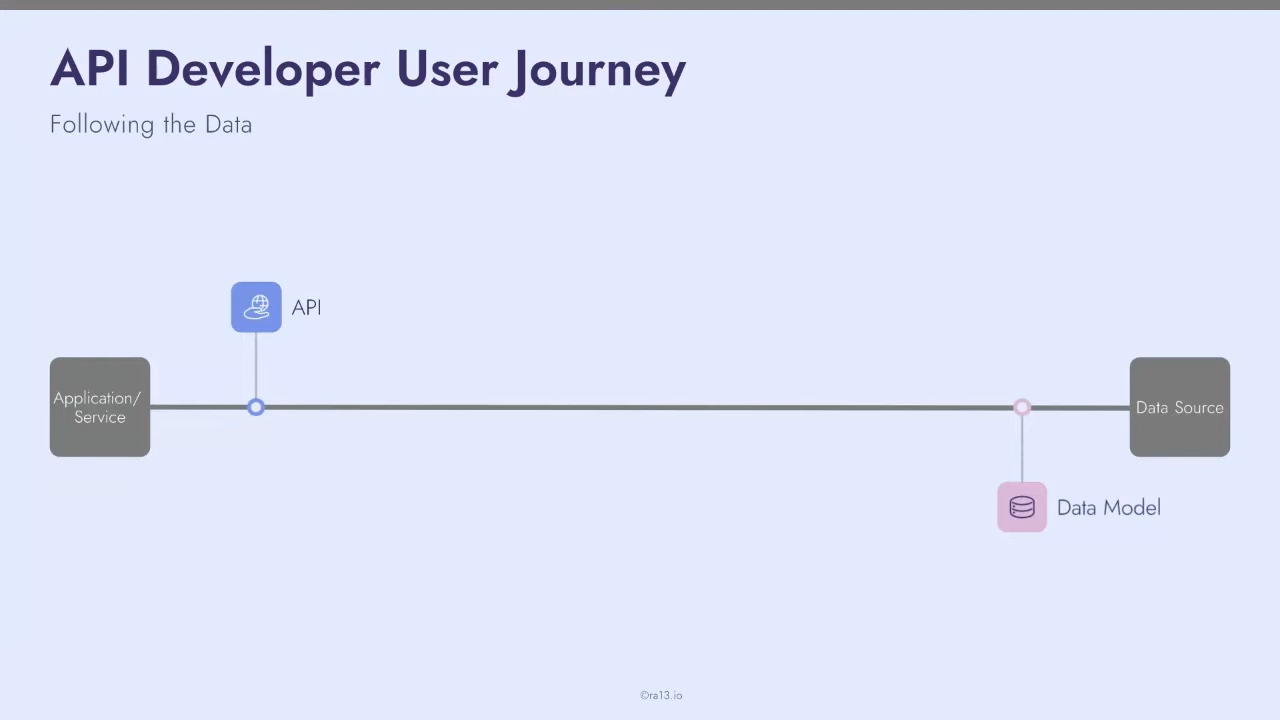 API Developer User Journey
Following the Data
API
Application/
Service
Data Source
Data Model
©ra13.io